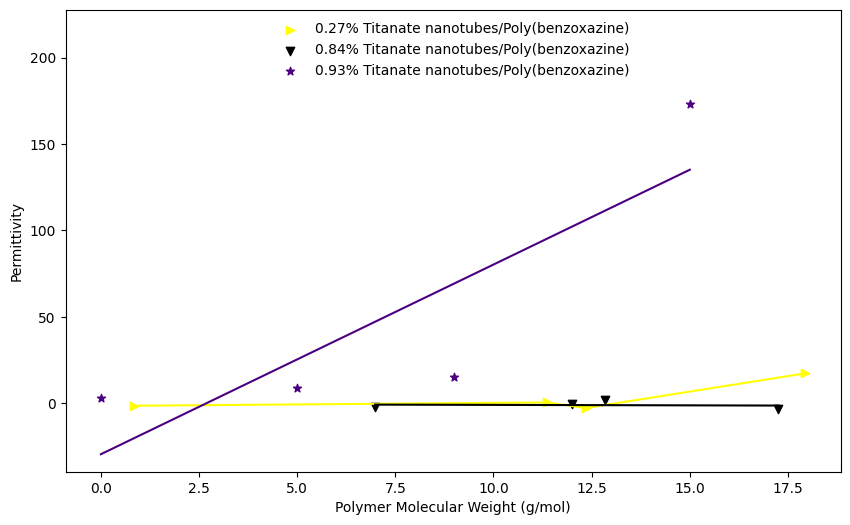 0.27% Titanate nanotubes/Poly(benzoxazine)
0.84% Titanate nanotubes/Poly(benzoxazine)
0.93% Titanate nanotubes/Poly(benzoxazine)
200
150
100
50
0
Permittivity
0.0 2.5 5.0 7.5 10.0 12.5 15.0 17.5
Polymer Molecular Weight (g/mol)